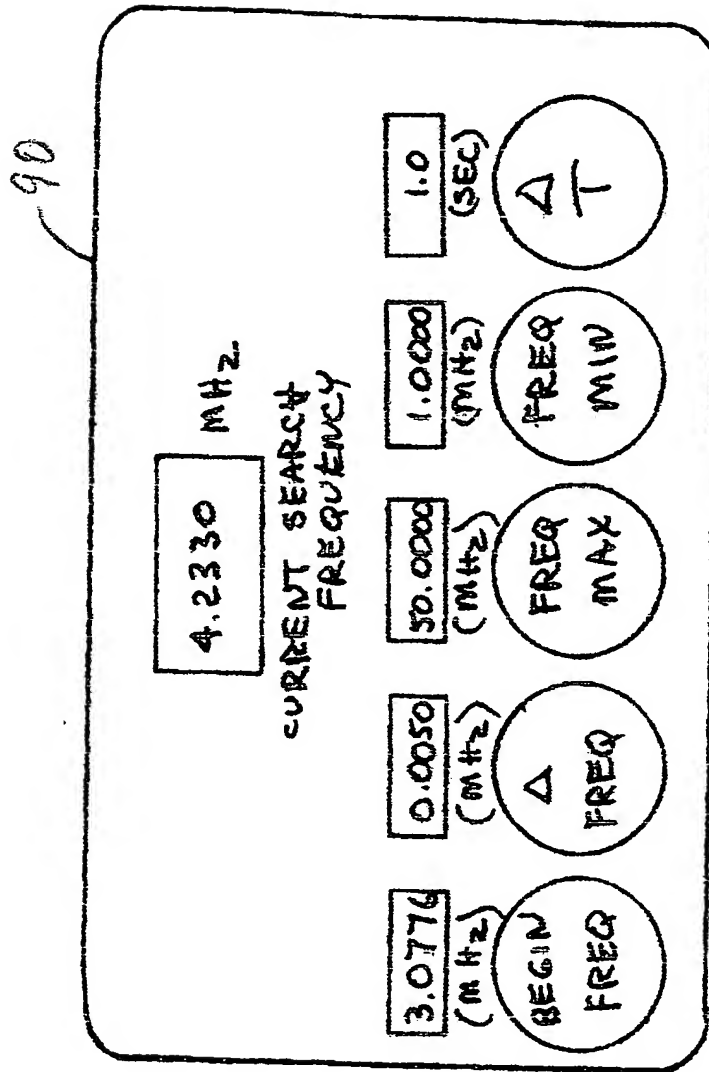 90
4.2330 MHz
CURRENT SEARCH
FREQUENCY
3.0776 0.0050 50.0000 1.0000 1.0
(MHz) (MHz) (MHz) (MHz) (SEC)
BEGIN Δ FREQ FREQ Δ
FREQ FREQ MAX MIN T